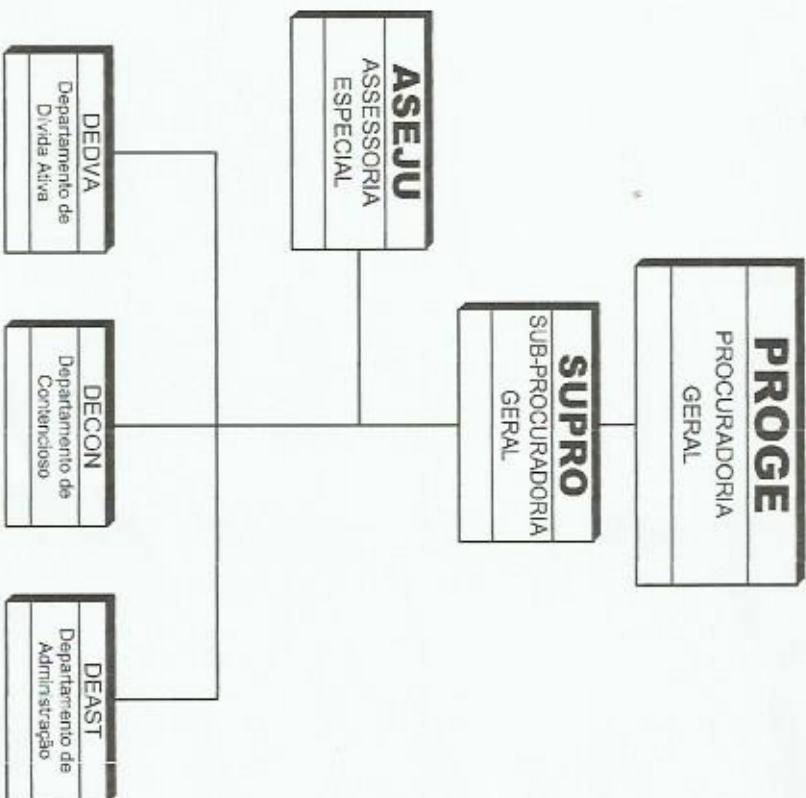 PROGE
PROCURADORIA
GERAL
SUPRO
SUB-PROCURADORIA
GERAL
ASEJU
ASSESSORIA
ESPECIAL
DEDVA
Departamento de
Dívida Ativa
DECON
Departamento de
Contencioso
DEAST
Departamento de
Administração